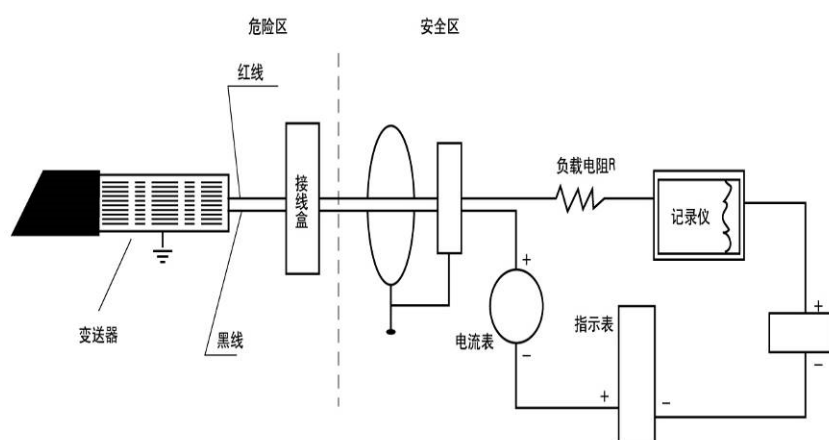 危险区
安全区
红线
接线盒
负载电阻R
记录仪
变送器
黑线
电流表
指示表
+
−
+
−
+
−